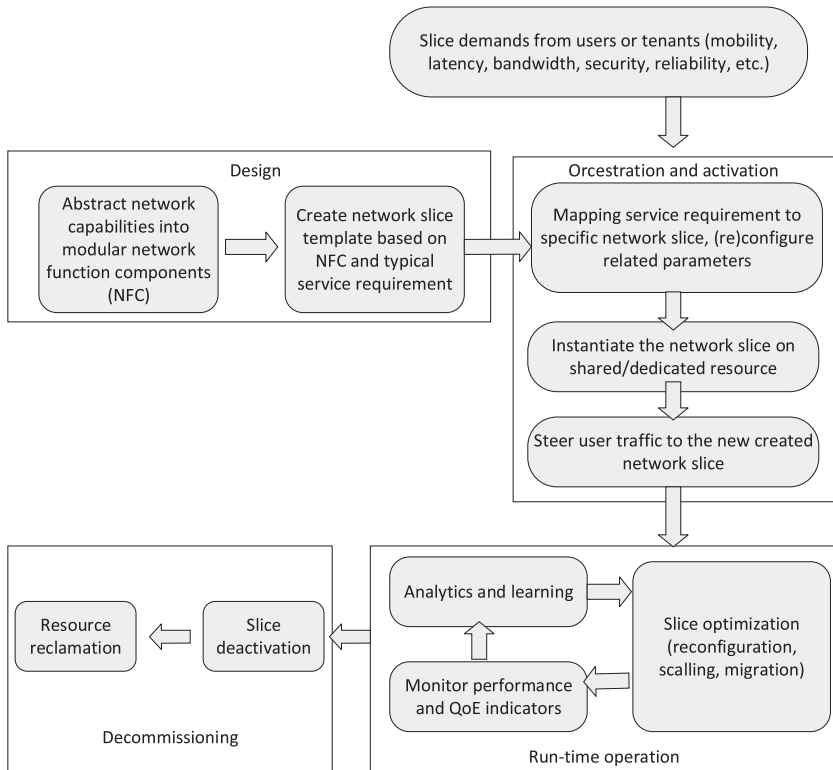 Slice demands from users or tenants (mobility,
latency, bandwidth, security, reliability, etc.)
Design
Abstract network
capabilities into
modular network
function components
(NFC)
Create network slice
template based on
NFC and typical
service requirement
Orcestration and activation
Mapping service requirement to
specific network slice, (re)configure
related parameters
Instantiate the network slice on
shared/dedicated resource
Steer user traffic to the new created
network slice
Analytics and learning
Slice optimization
(reconfiguration,
scalling, migration)
Monitor performance
and QoE indicators
Run-time operation
Slice
deactivation
Resource
reclamation
Decommissioning